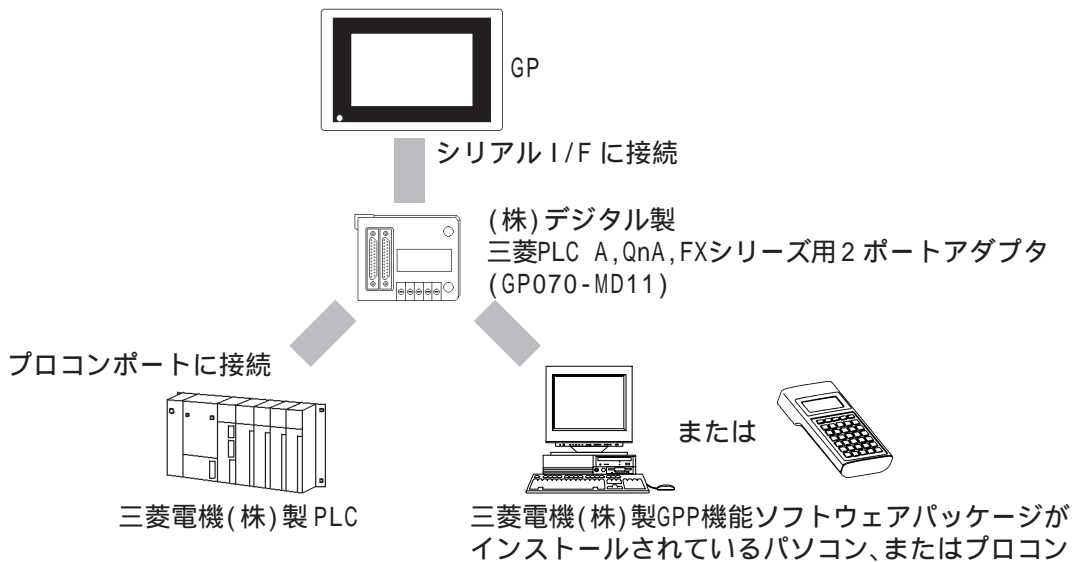 GP
シリアルI/Fに接続
(株)デジタル製
三菱PLC A,QnA,FXシリーズ用2ポートアダプタ
(GP070-MD11)
プロコンポートに接続
または
三菱電機(株)製PLC
三菱電機(株)製GPP機能ソフトウェアパッケージが
インストールされているパソコン、またはプロコン